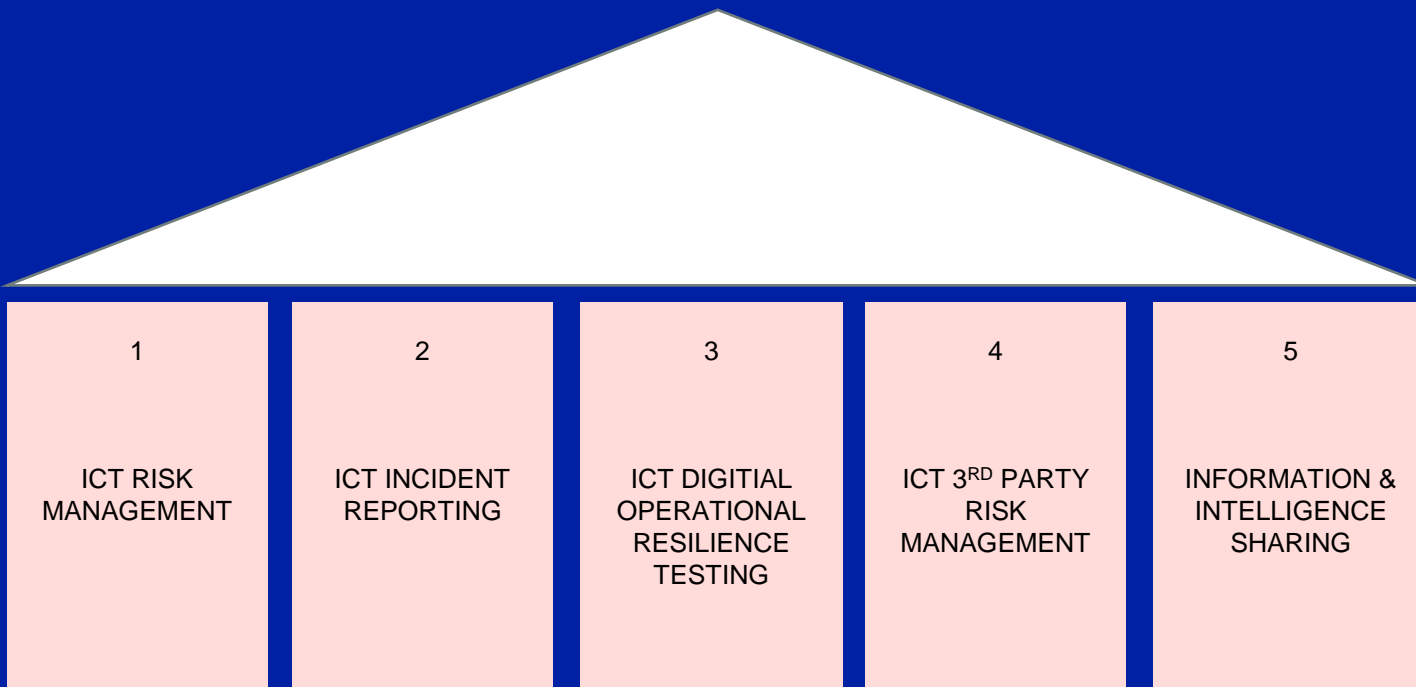 1
ICT RISK
MANAGEMENT
2
ICT INCIDENT
REPORTING
3
ICT DIGITIAL
OPERATIONAL
RESILIENCE
TESTING
4
ICT 3RD PARTY
RISK
MANAGEMENT
5
INFORMATION &
INTELLIGENCE
SHARING